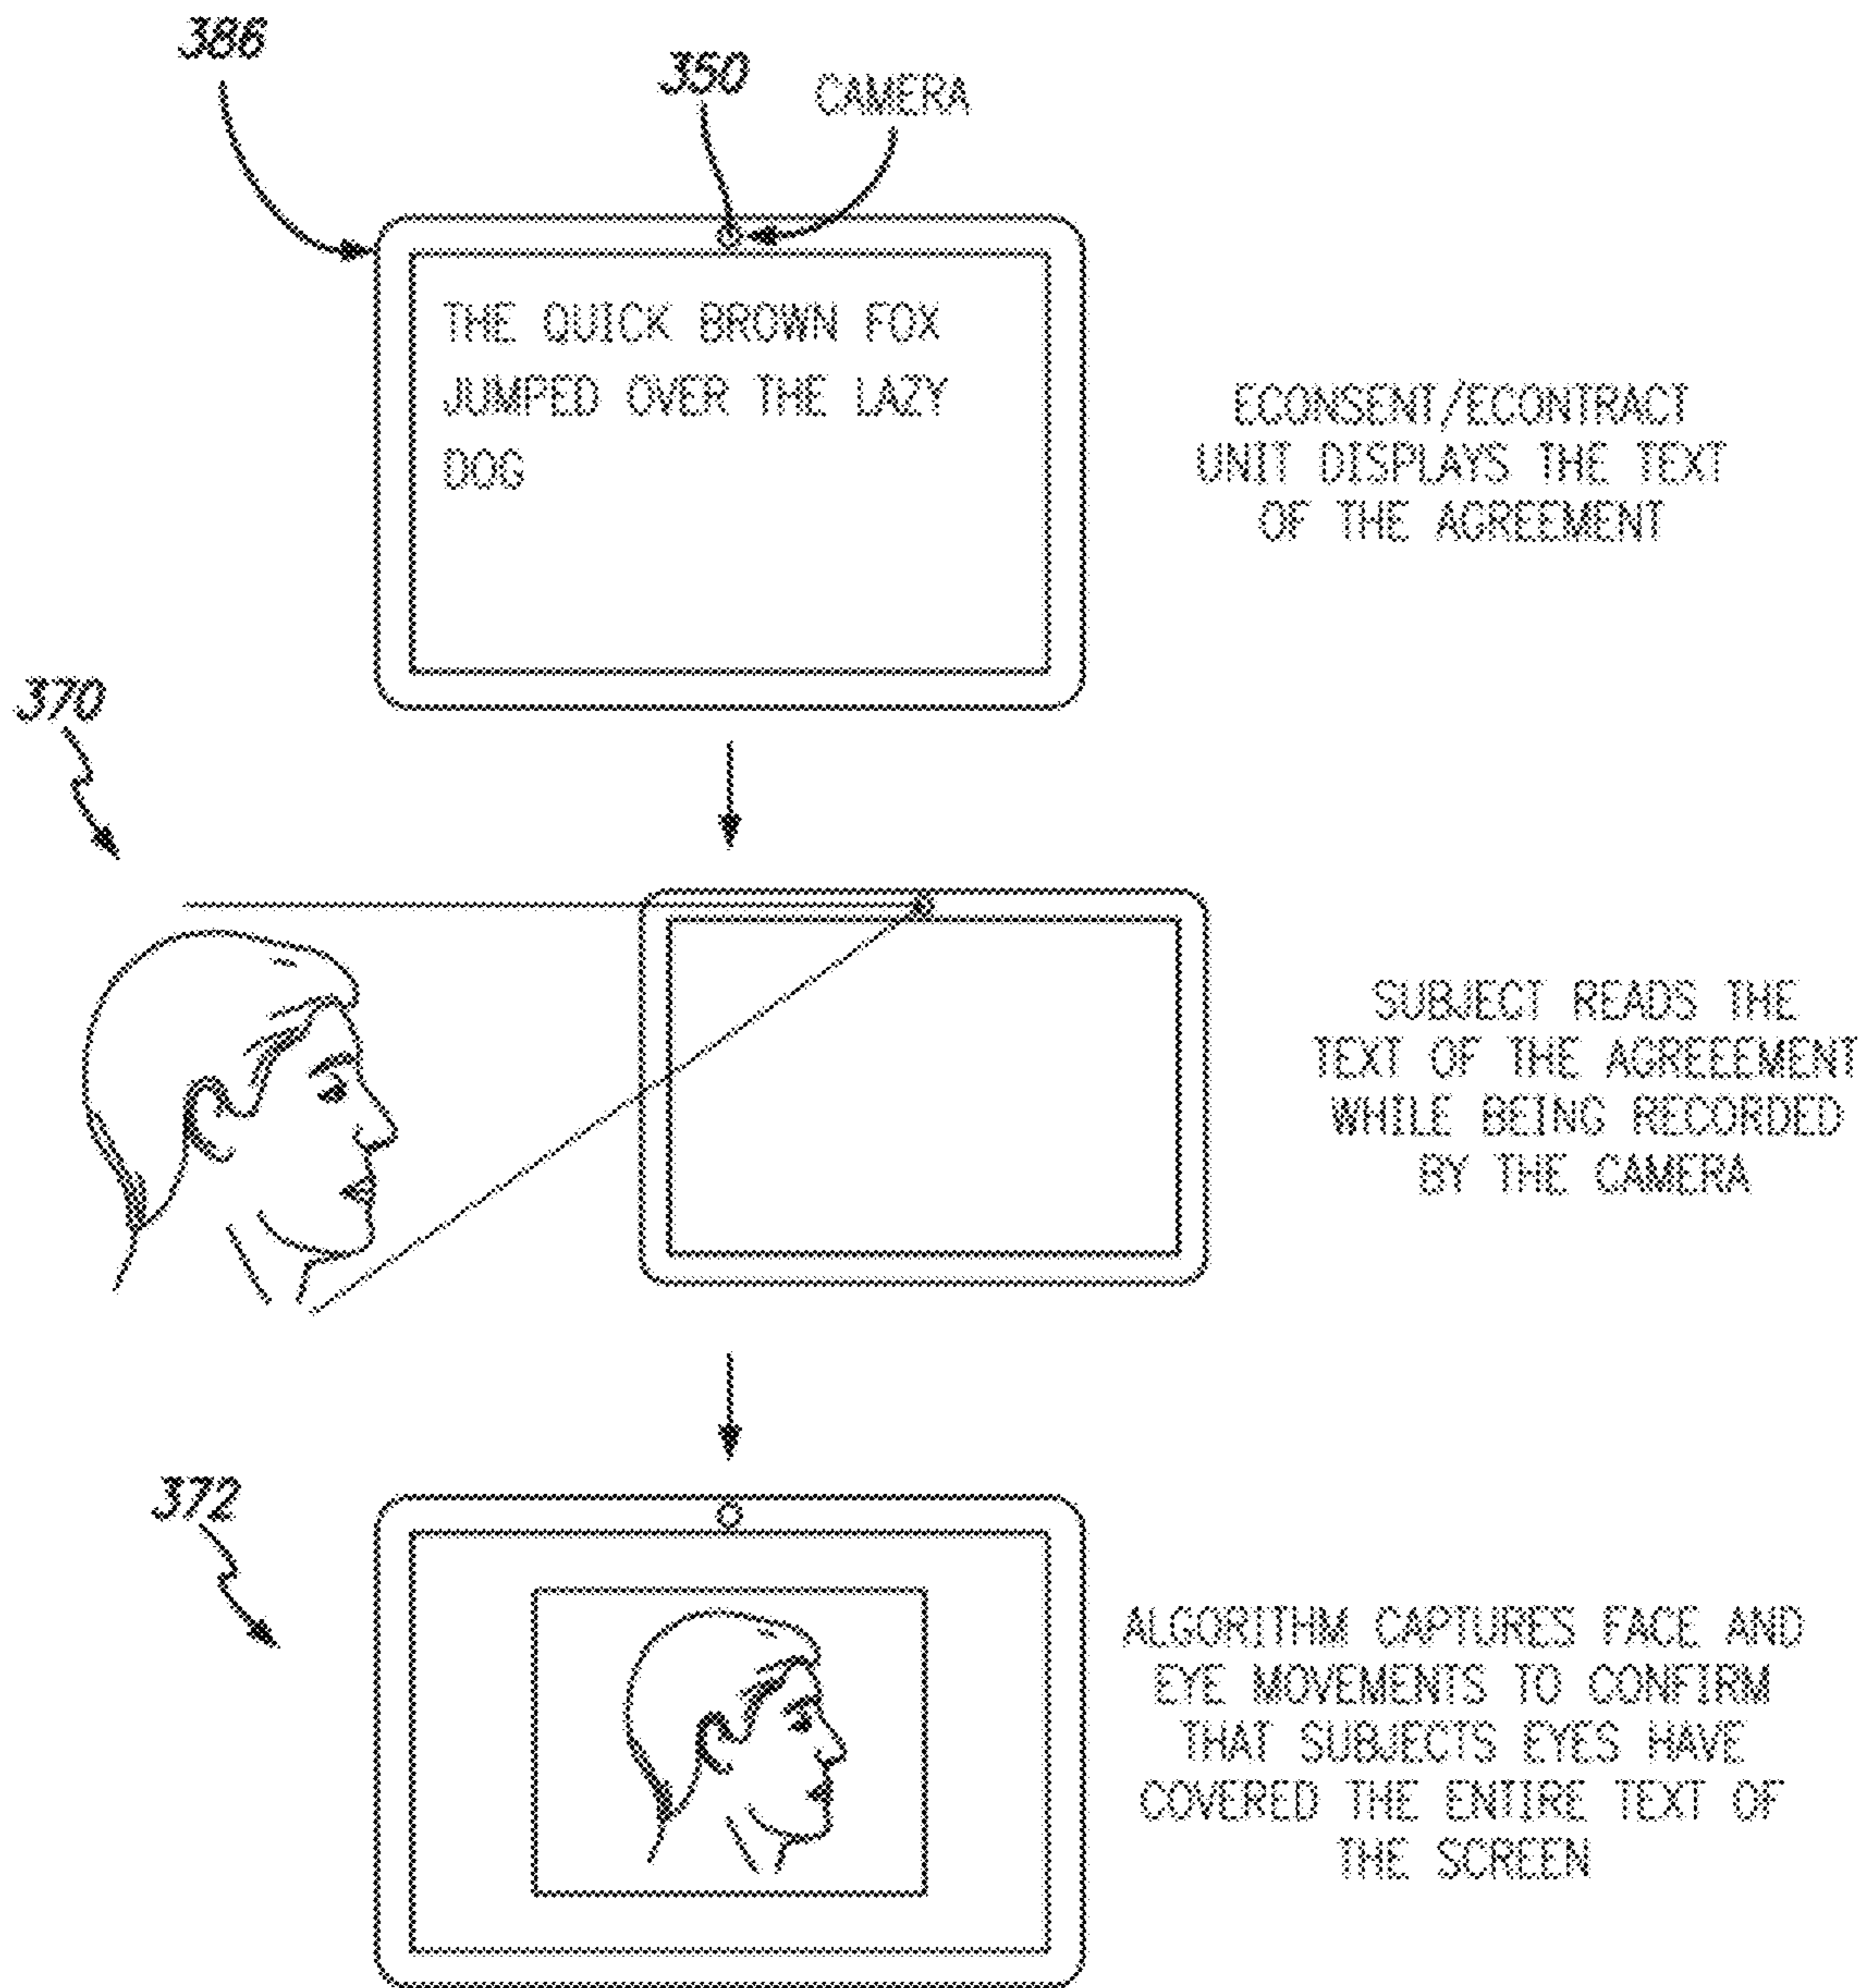 386
350
CAMERA
THE QUICK BROWN FOX
JUMPED OVER THE LAZY
DOG
ECONSENT/ECONTRACT
UNIT DISPLAYS THE TEXT
OF THE AGREEMENT
370
SUBJECT READS THE
TEXT OF THE AGREEEMENT
WHILE BEING RECORDED
BY THE CAMERA
372
ALGORITHM CAPTURES FACE AND
EYE MOVEMENTS TO CONFIRM
THAT SUBJECTS EYES HAVE
COVERED THE ENTIRE TEXT OF
THE SCREEN